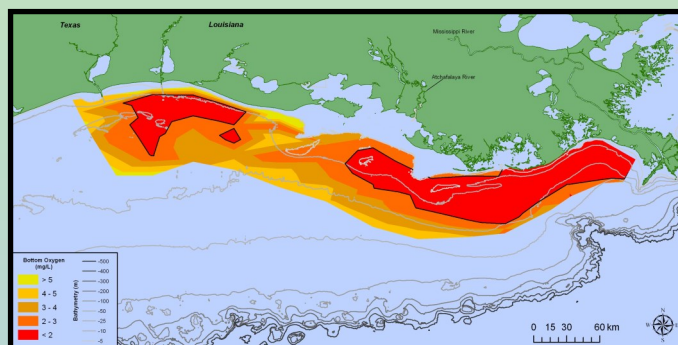 Texas
Louisiana
Mississippi River
Atchafalaya River
Bottom Oxygen
(mg/L)
> 5
4 - 5
3 - 4
2 - 3
< 2
Bathymetry (m)
-500
-400
-300
-200
-100
-50
-25
-10
-5
0 15 30 60 km
N
W
E
S